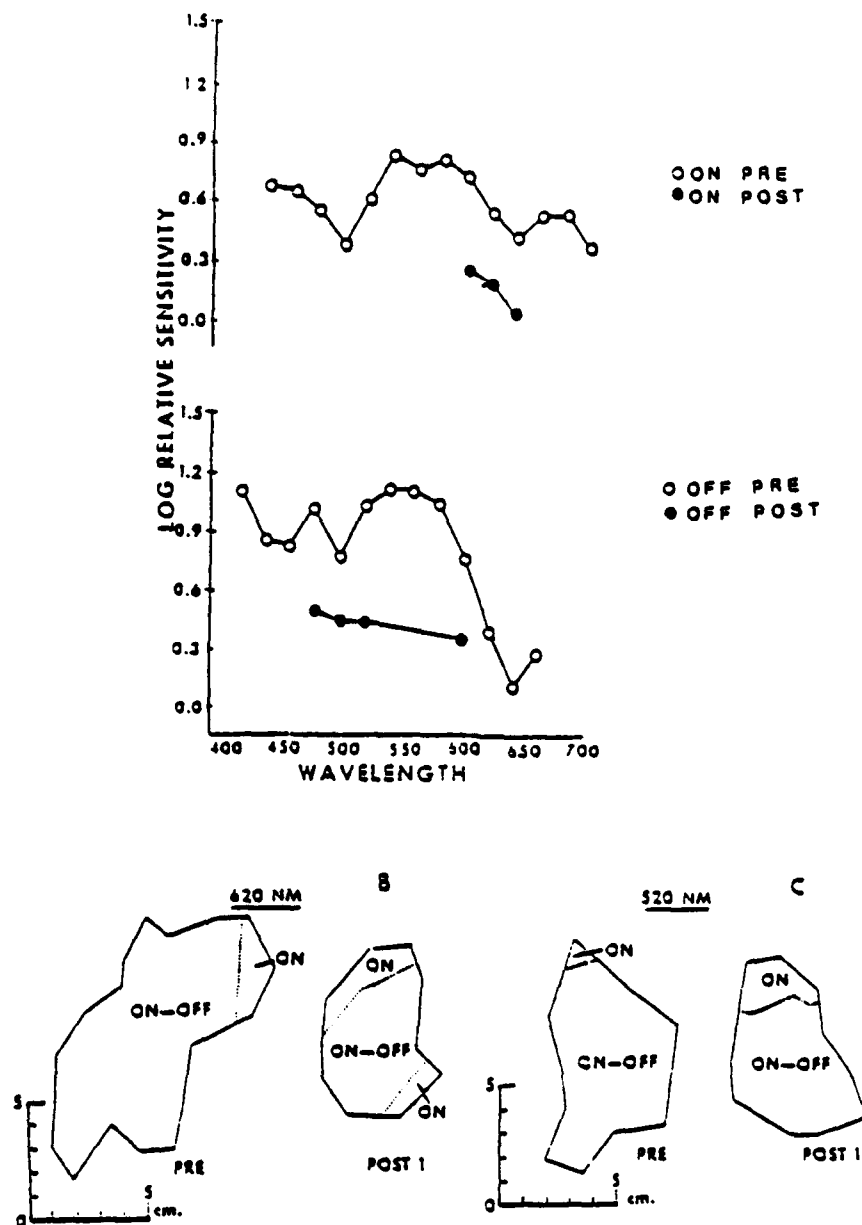 1.5
1.2
0.9
0.6
0.3
0.0
○ ON PRE
● ON POST
LOG RELATIVE SENSITIVITY
1.5
1.2
0.9
0.6
0.3
0.0
○ OFF PRE
● OFF POST
400 450 500 550 600 650 700
WAVELENGTH
620 NM B 520 NM C
ON ON ON ON
ON-OFF ON-OFF ON-OFF ON-OFF
ON
5 5
PRE POST 1 PRE POST 1
5 5
0 cm. 0 cm.